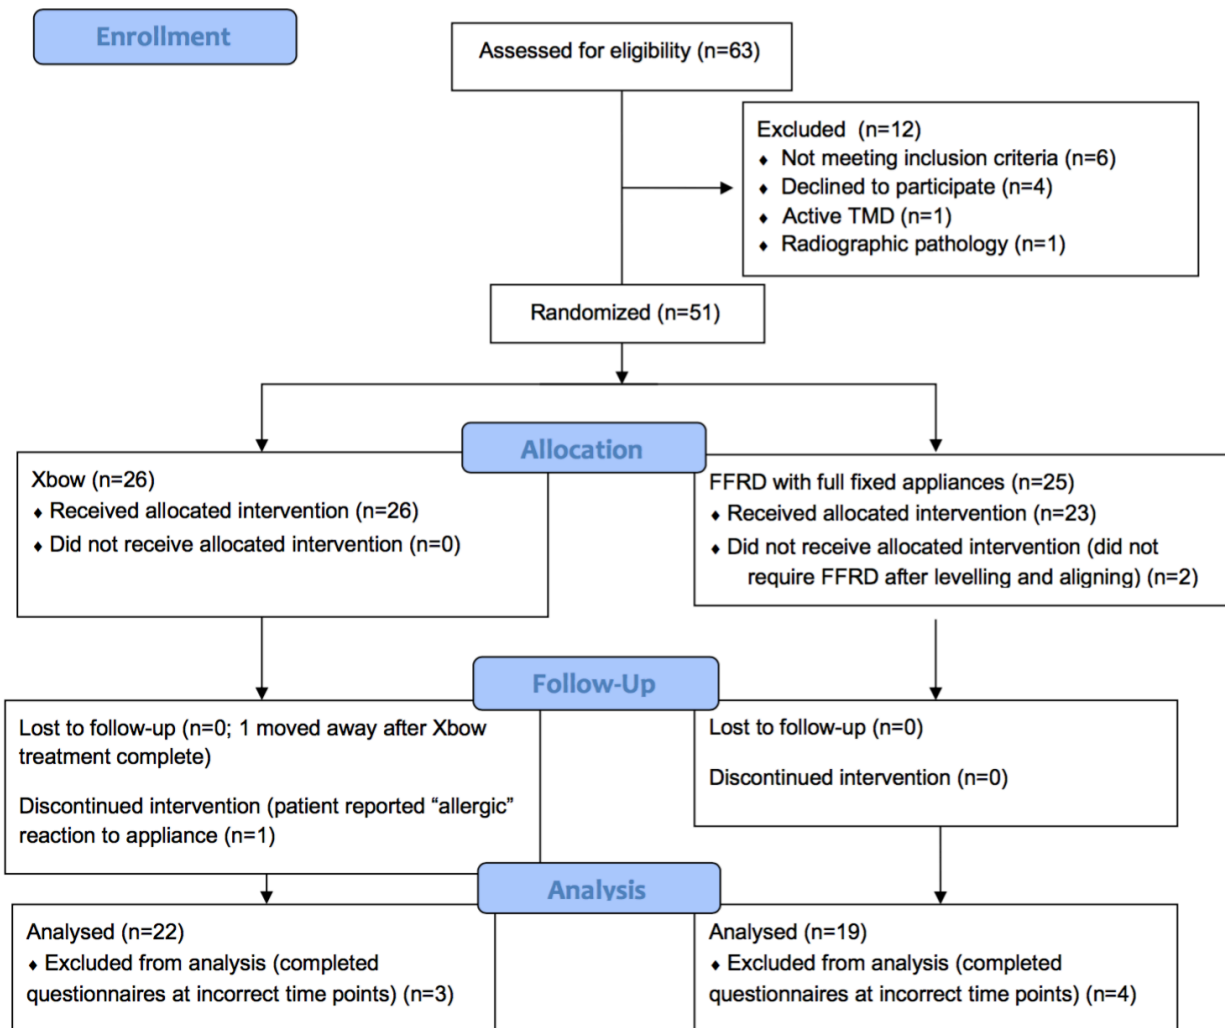 Enrollment
Assessed for eligibility (n=63)
Excluded  (n=12)
♦ Not meeting inclusion criteria (n=6)
♦ Declined to participate (n=4)
♦ Active TMD (n=1)
♦ Radiographic pathology (n=1)
Randomized (n=51)
Allocation
Xbow (n=26)
♦ Received allocated intervention (n=26)
♦ Did not receive allocated intervention (n=0)
FFRD with full fixed appliances (n=25)
♦ Received allocated intervention (n=23)
♦ Did not receive allocated intervention (did not
require FFRD after levelling and aligning) (n=2)
Follow-Up
Lost to follow-up (n=0; 1 moved away after Xbow
treatment complete)
Discontinued intervention (patient reported “allergic”
reaction to appliance (n=1)
Lost to follow-up (n=0)
Discontinued intervention (n=0)
Analysis
Analysed (n=22)
♦ Excluded from analysis (completed
questionnaires at incorrect time points) (n=3)
Analysed (n=19)
♦ Excluded from analysis (completed
questionnaires at incorrect time points) (n=4)